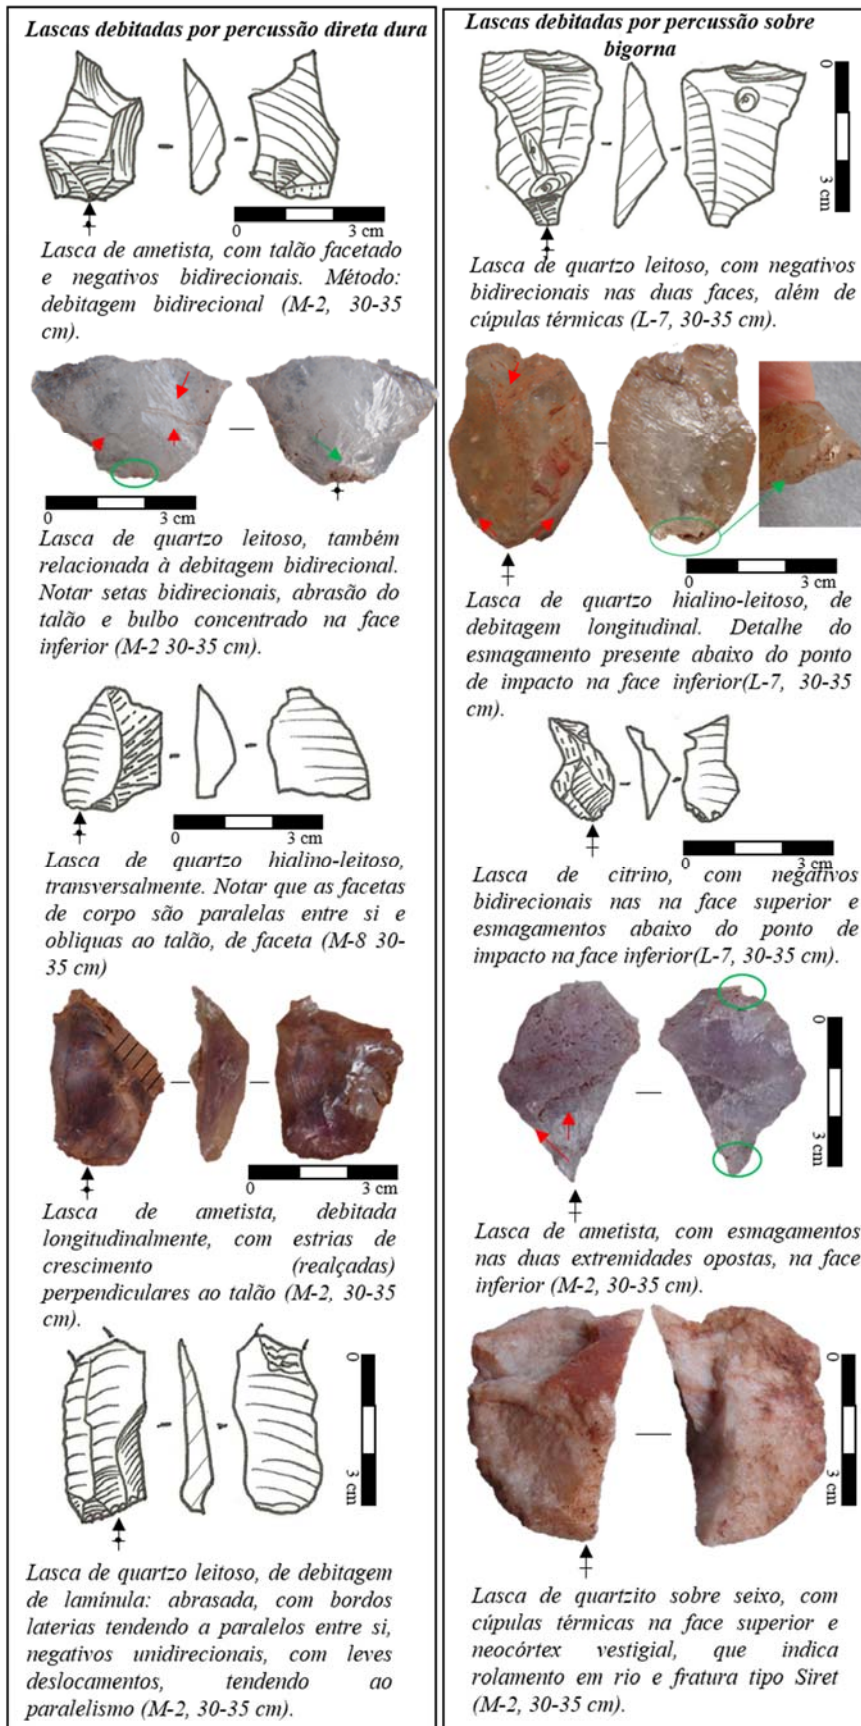 Lascas debitadas por percussão direta dura
0
3 cm
Lasca de ametista, com talão facetado
e negativos bidirecionais. Método:
debitagem bidirecional (M-2, 30-35
cm).
0
3 cm
Lasca de quartzo leitoso, também
relacionada à debitagem bidirecional.
Notar setas bidirecionais, abrasão do
talão e bulbo concentrado na face
inferior (M-2 30-35 cm).
0
3 cm
Lasca de quartzo hialino-leitoso,
transversalmente. Notar que as facetas
de corpo são paralelas entre si e
obliquas ao talão, de faceta (M-8 30-
35 cm)
0
3 cm
Lasca de ametista, debitada
longitudinalmente, com estrias de
crescimento (realçadas)
perpendiculares ao talão (M-2, 30-35
cm).
0
3 cm
Lasca de quartzo leitoso, de debitagem
de lamínula: abrasada, com bordos
laterias tendendo a paralelos entre si,
negativos unidirecionais, com leves
deslocamentos, tendendo ao
paralelismo (M-2, 30-35 cm).
Lascas debitadas por percussão sobre
bigorna
0
3 cm
Lasca de quartzo leitoso, com negativos
bidirecionais nas duas faces, além de
cúpulas térmicas (L-7, 30-35 cm).
0
3 cm
Lasca de quartzo hialino-leitoso, de
debitagem longitudinal. Detalhe do
esmagamento presente abaixo do ponto
de impacto na face inferior(L-7, 30-35
cm).
0
3 cm
Lasca de citrino, com negativos
bidirecionais nas na face superior e
esmagamentos abaixo do ponto de
impacto na face inferior(L-7, 30-35 cm).
0
3 cm
Lasca de ametista, com esmagamentos
nas duas extremidades opostas, na face
inferior (M-2, 30-35 cm).
0
3 cm
Lasca de quartzito sobre seixo, com
cúpulas térmicas na face superior e
neocórtex vestigial, que indica
rolamento em rio e fratura tipo Siret
(M-2, 30-35 cm).